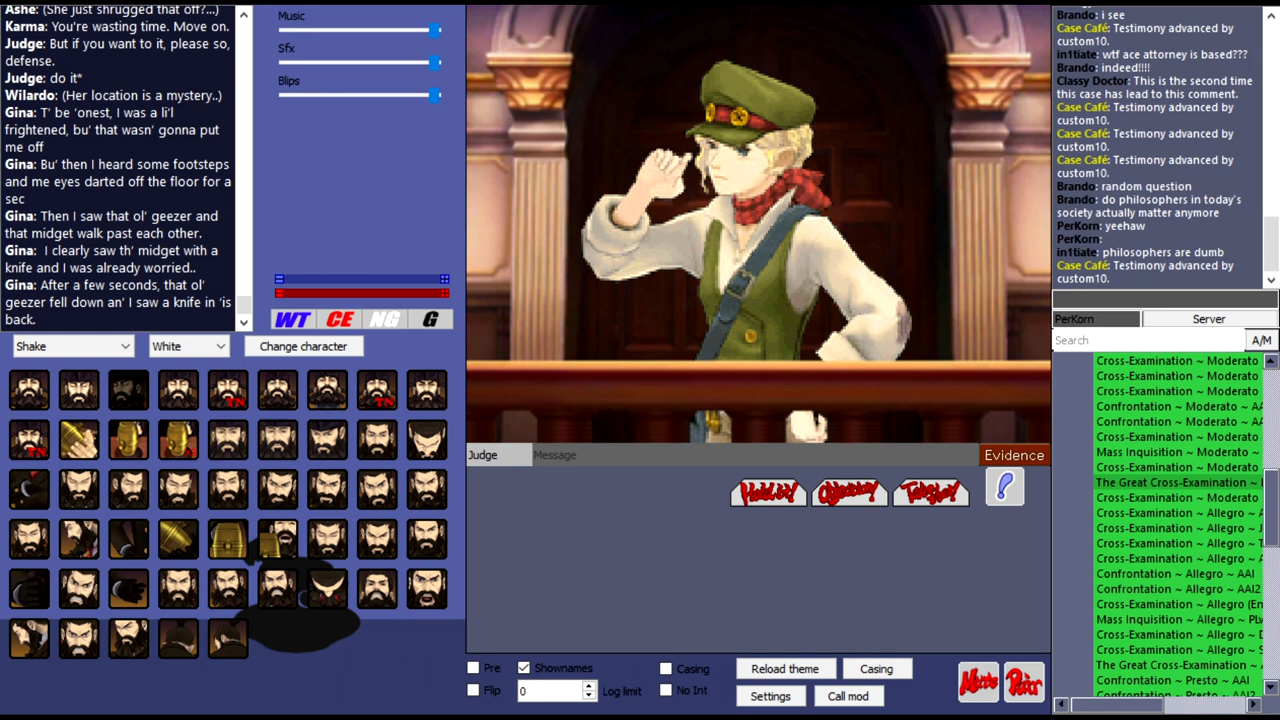 Ashe: (She just shrugged that off?...)
Karma: You're wasting time. Move on.
Judge: But if you want to it, please so,
defense.
Judge: do it*
Wilardo: (Her location is a mystery..)
Gina: T' be 'onest, I was a li'l
frightened, bu' that wasn' gonna put
me off
Gina: Bu' then I heard some footsteps
and me eyes darted off the floor for a
sec
Gina: Then I saw that ol' geezer and
that midget walk past each other.
Gina: I clearly saw th' midget with a
knife and I was already worried..
Gina: After a few seconds, that ol'
geezer fell down an' I saw a knife in 'is
back.
Music
Sfx
Blips
WT CE NG G
Shake
White
Change character
TN
TN
TN
Judge
Message
Evidence
Hold it!
Objection!
Take that!
Pre
Shownames
Casing
Reload theme
Casing
Flip
0
Log limit
No Int
Settings
Call mod
Mute
Pair
Brando: i see
Case Café: Testimony advanced by
custom10.
in1tiate: wtf ace attorney is based???
Brando: indeed!!!!
Classy Doctor: This is the second time
this case has lead to this comment.
Case Café: Testimony advanced by
custom10.
Case Café: Testimony advanced by
custom10.
Case Café: Testimony advanced by
custom10.
Brando: random question
Brando: do philosophers in today's
society actually matter anymore
PerKorn: yeehaw
PerKorn:
in1tiate: philosophers are dumb
Case Café: Testimony advanced by
custom10.
PerKorn
Server
Search
A/M
Cross-Examination ~ Moderato
Cross-Examination ~ Moderato
Cross-Examination ~ Moderato
Confrontation ~ Moderato ~ AA
Confrontation ~ Moderato ~ AA
Cross-Examination ~ Moderato
Mass Inquisition ~ Moderato ~
Cross-Examination ~ Moderato
The Great Cross-Examination ~
Cross-Examination ~ Moderato
Cross-Examination ~ Allegro ~
Cross-Examination ~ Allegro ~
Cross-Examination ~ Allegro ~
Cross-Examination ~ Allegro ~
Confrontation ~ Allegro ~ AAI
Confrontation ~ Allegro ~ AAI2
Cross-Examination ~ Allegro (En
Mass Inquisition ~ Allegro ~
Cross-Examination ~ Allegro ~
Cross-Examination ~ Allegro ~
The Great Cross-Examination ~
Confrontation ~ Presto ~ AAI
Confrontation ~ Presto ~ AAI2